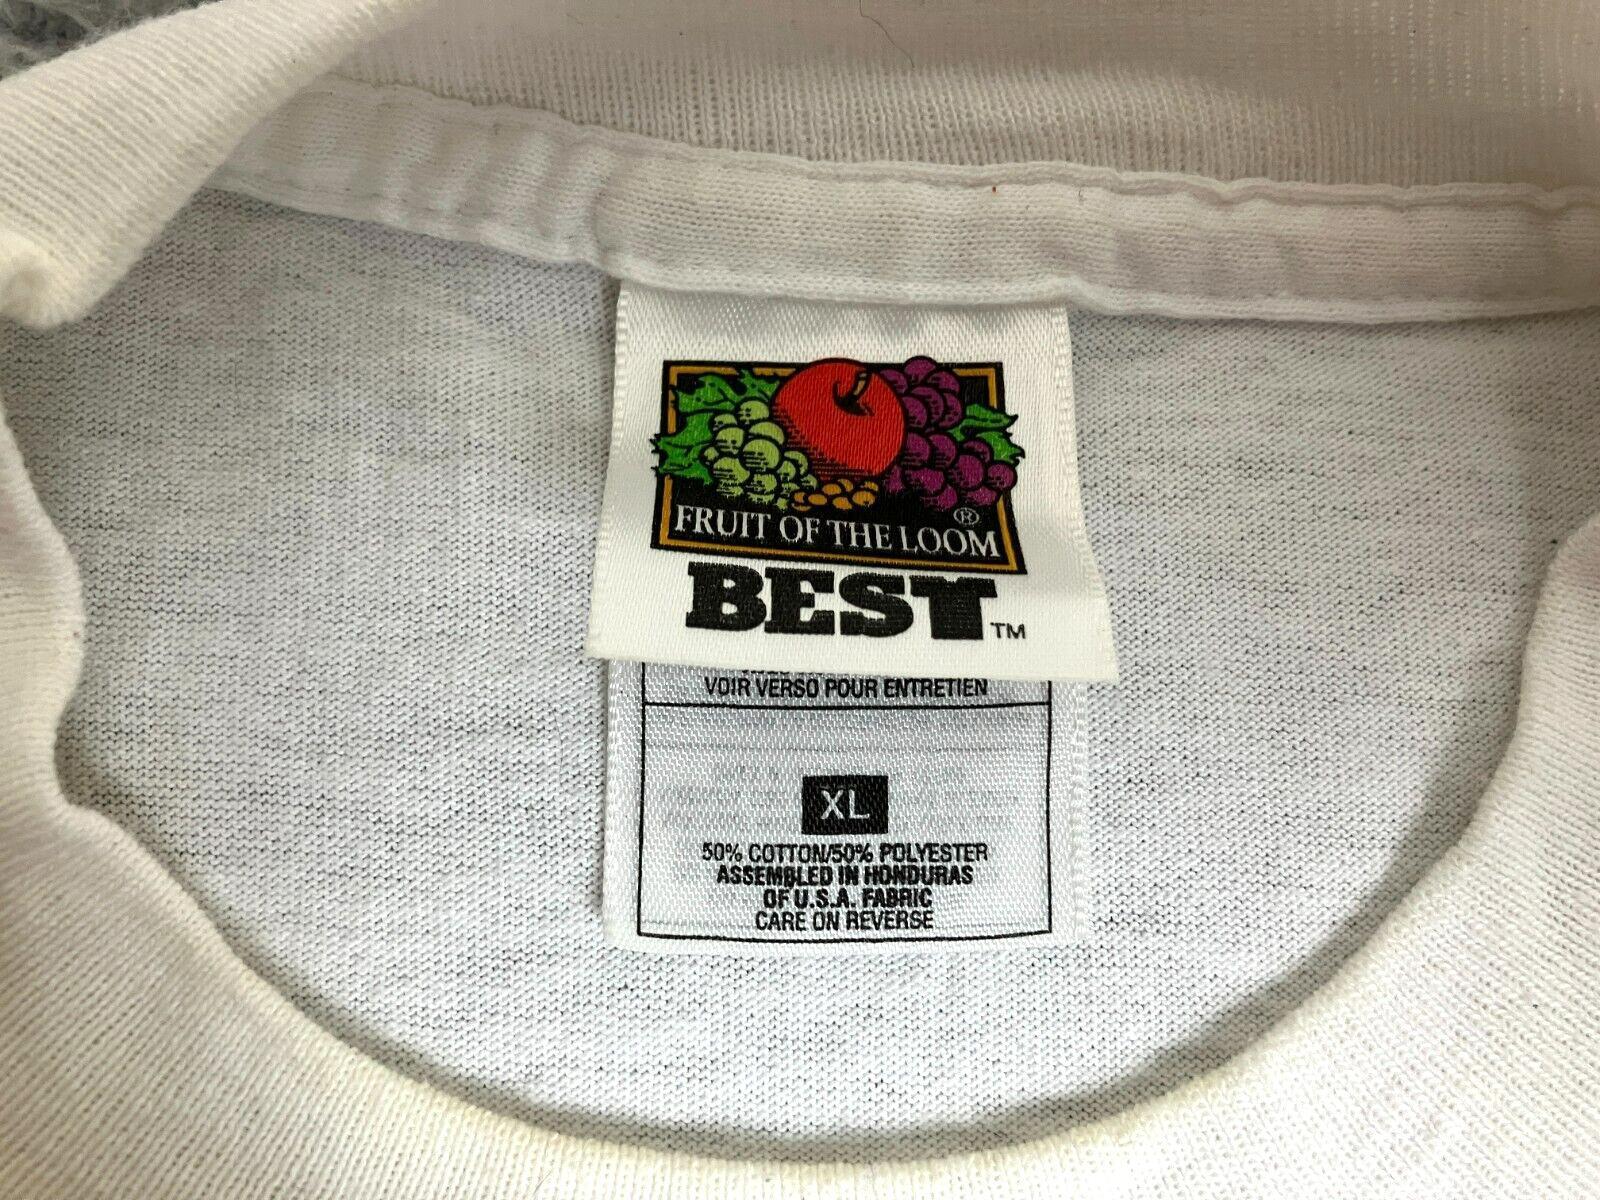 FRUIT OF THE LOOM ®
BEST TM
VOIR VERSO POUR ENTRETIEN
XL
50% COTTON/50% POLYESTER
ASSEMBLED IN HONDURAS
OF U.S.A. FABRIC
CARE ON REVERSE